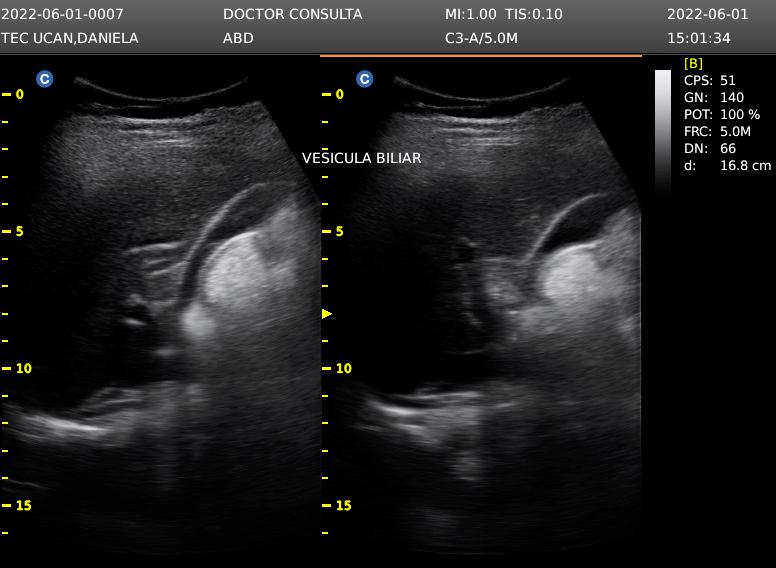 2022-06-01-0007 DOCTOR CONSULTA MI:1.00 TIS:0.10 2022-06-01
TEC UCAN,DANIELA ABD C3-A/5.0M 15:01:34
C C
[B]
CPS: 51
GN: 140
POT: 100 %
FRC: 5.0M
DN: 66
d: 16.8 cm
VESICULA BILIAR
0 0
5 5
10 10
15 15